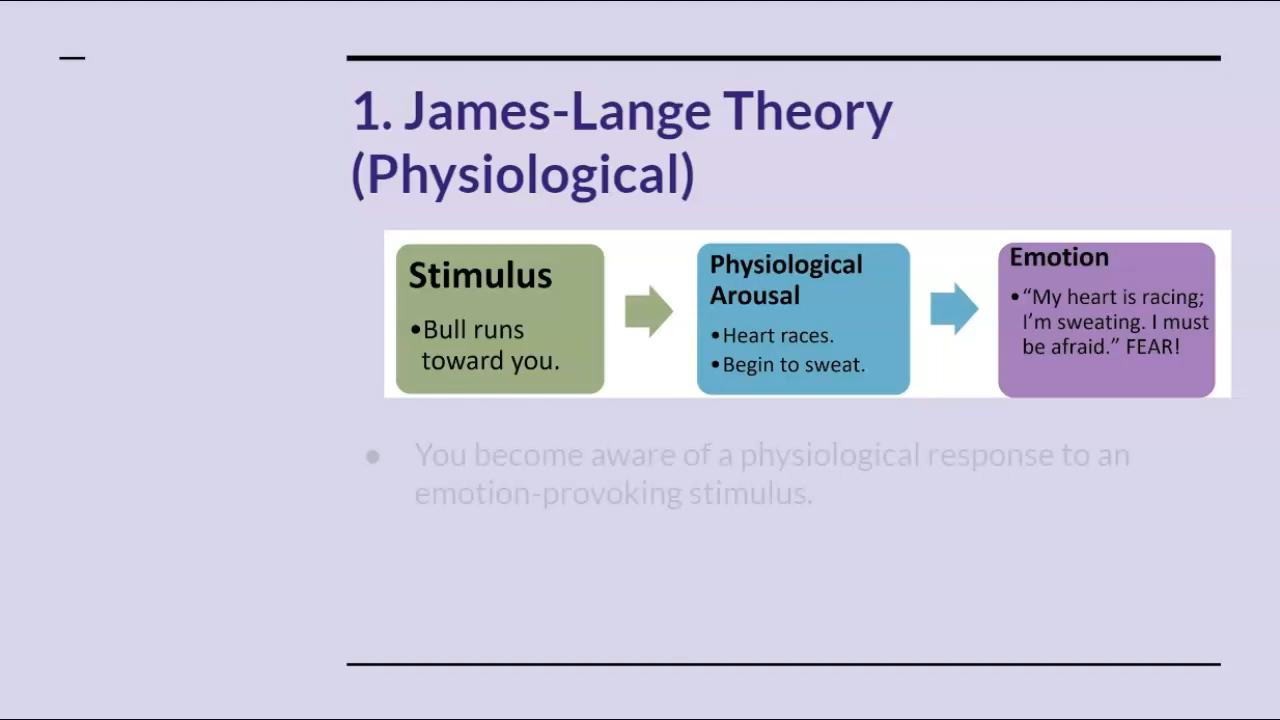 1. James-Lange Theory
(Physiological)
Stimulus
•Bull runs
toward you.
Physiological
Arousal
•Heart races.
•Begin to sweat.
Emotion
•“My heart is racing;
I’m sweating. I must
be afraid.” FEAR!
● You become aware of a physiological response to an
emotion-provoking stimulus.